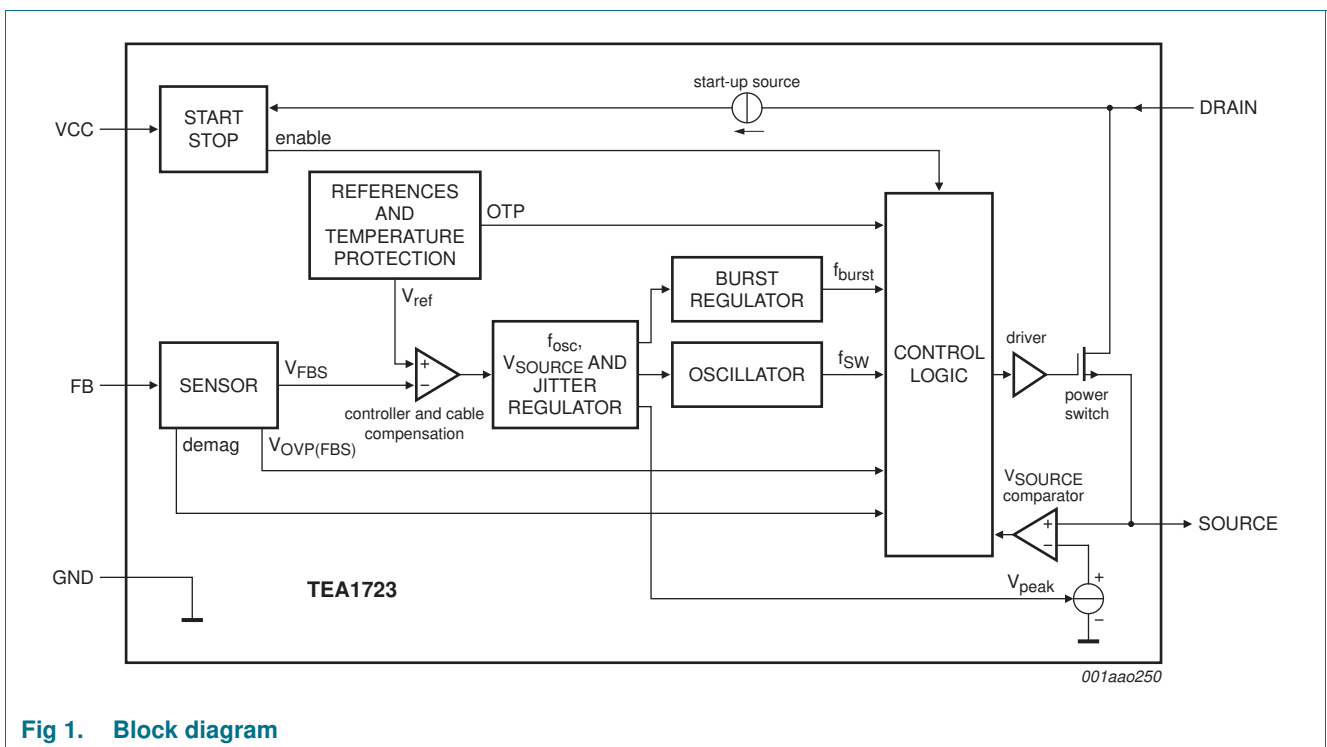 start-up source
DRAIN
VCC
START
STOP
enable
REFERENCES
AND
TEMPERATURE
PROTECTION
OTP
Vref
BURST
REGULATOR
fburst
fosc,
VSOURCE AND
JITTER
REGULATOR
OSCILLATOR
fSW
CONTROL
LOGIC
driver
power
switch
FB
SENSOR
VFBS
+
−
controller and cable
compensation
demag
VOVP(FBS)
VSOURCE
comparator
+
−
SOURCE
GND
TEA1723
Vpeak
+
−
001aao250
Fig 1. Block diagram